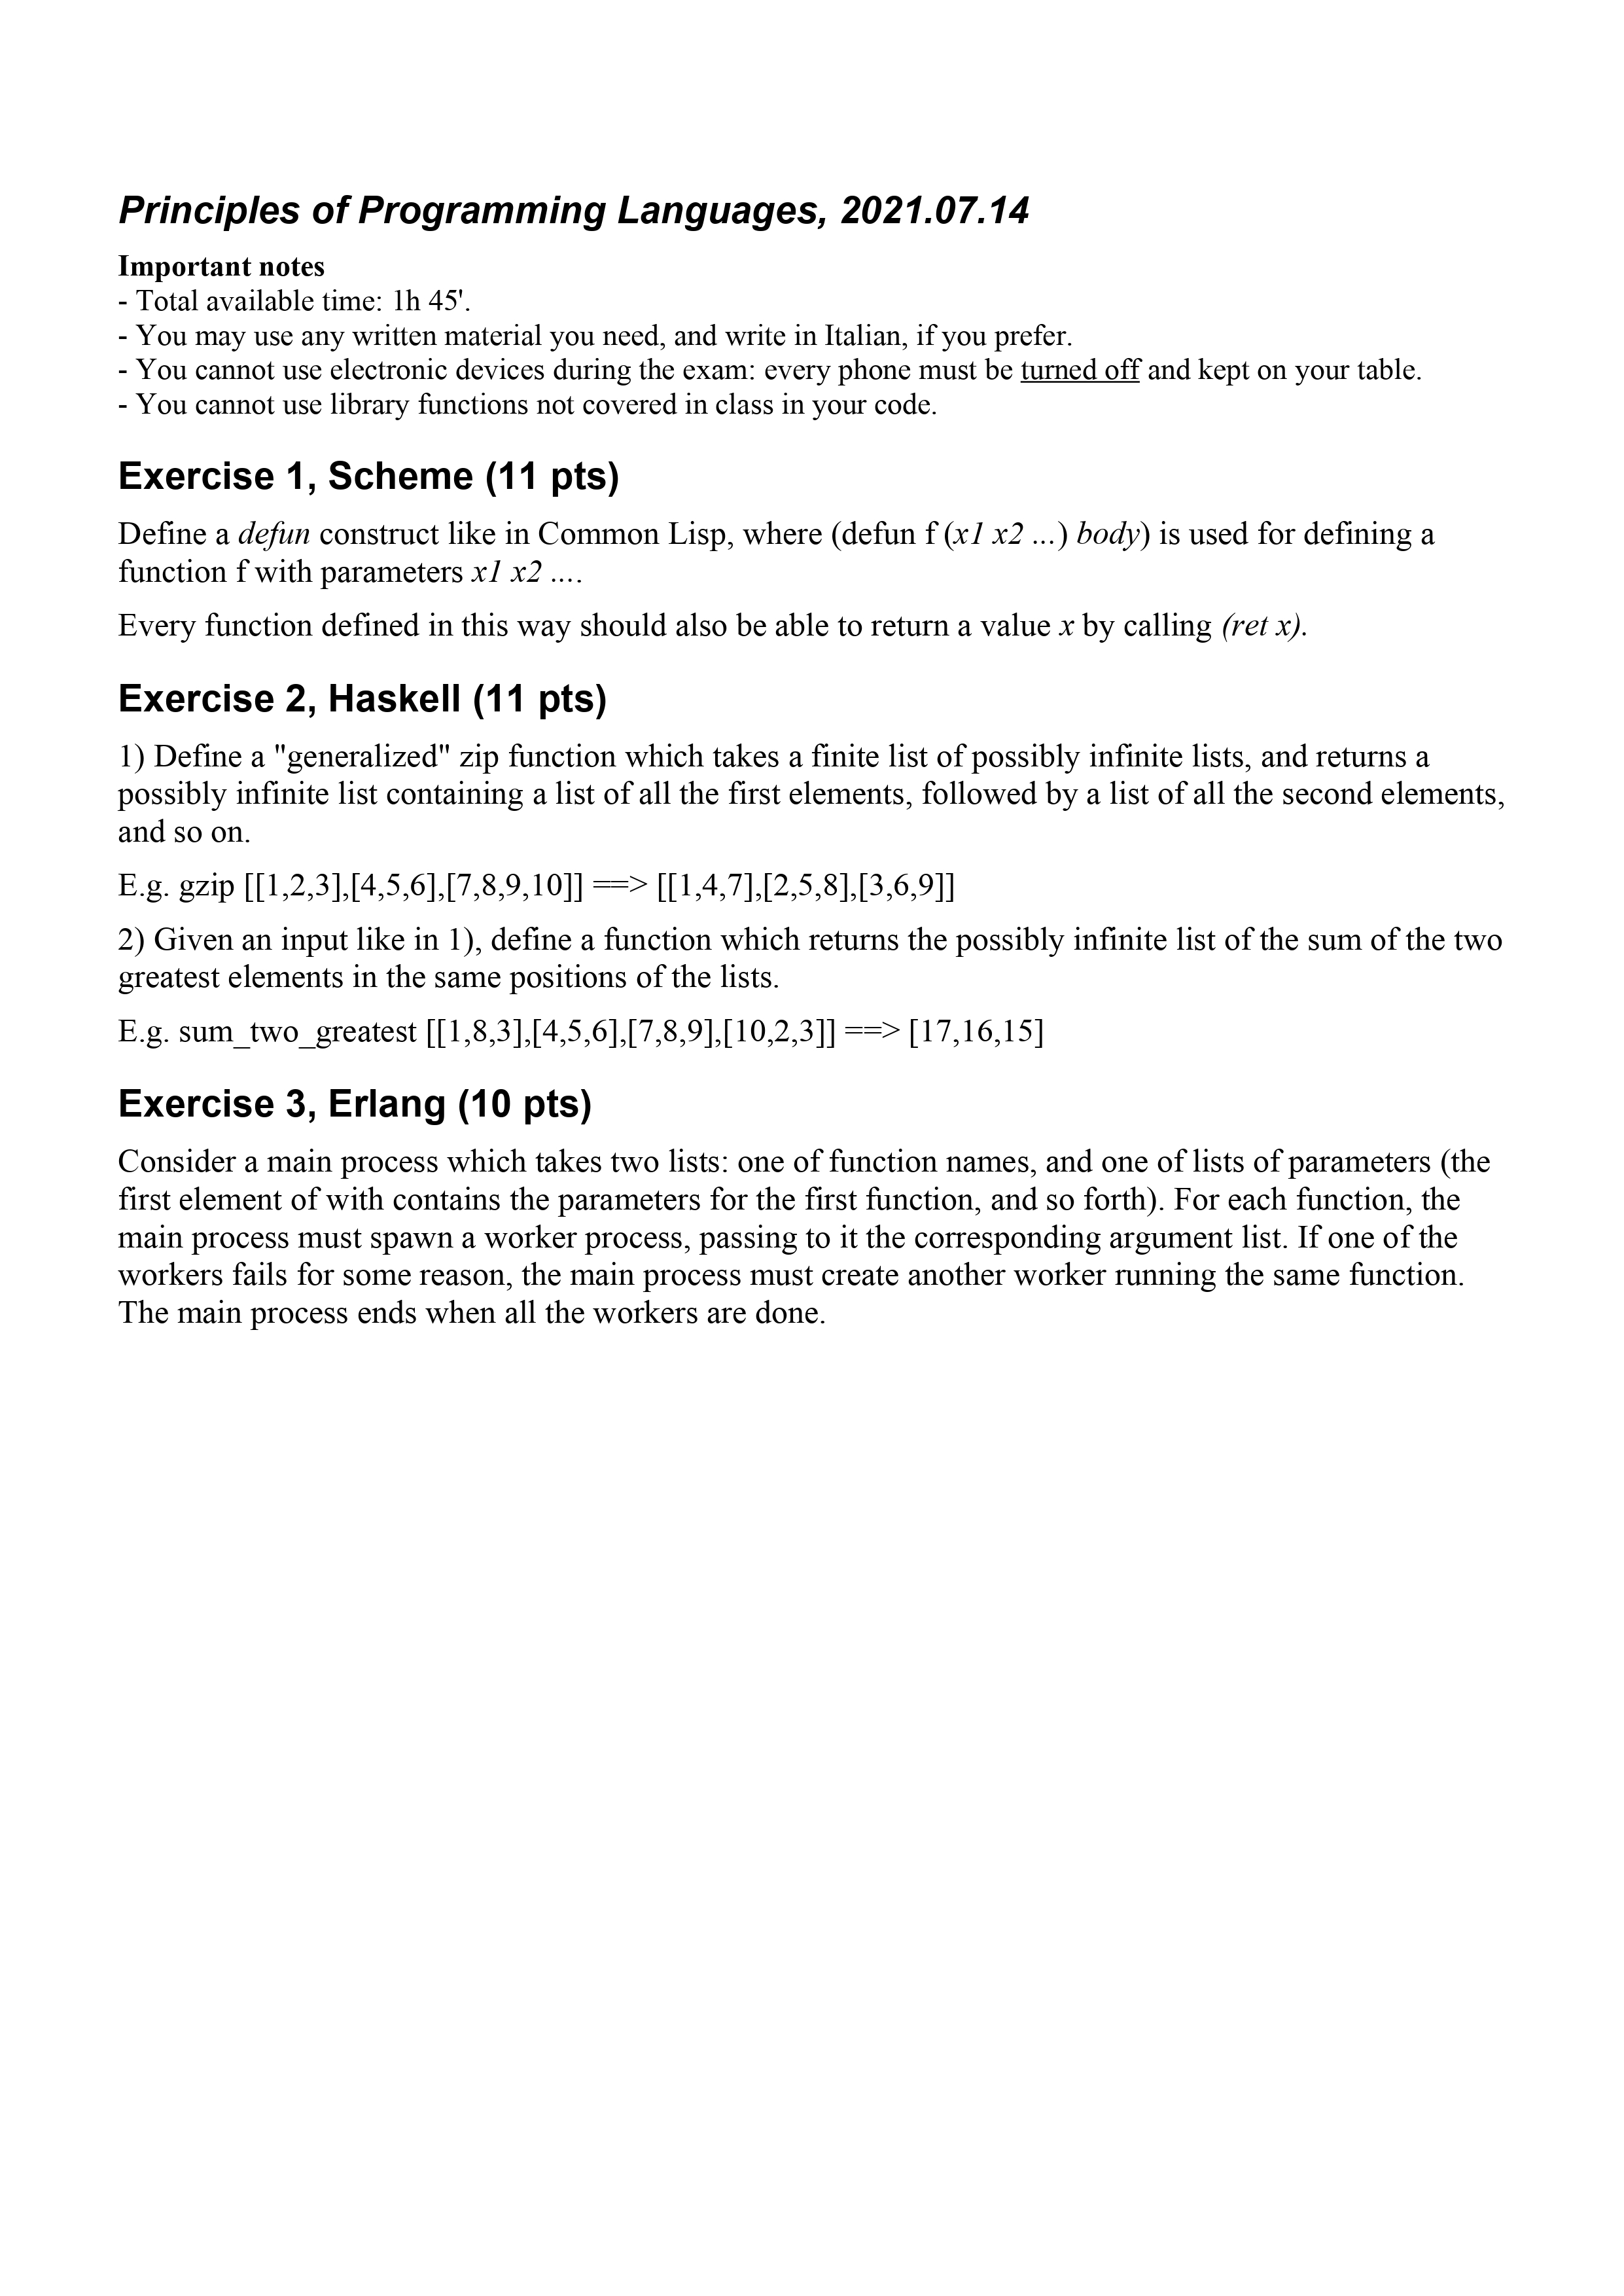 Principles of Programming Languages, 2021.07.14
Important notes
- Total available time: 1h 45'.
- You may use any written material you need, and write in Italian, if you prefer.
- You cannot use electronic devices during the exam: every phone must be turned off and kept on your table.
- You cannot use library functions not covered in class in your code.
Exercise 1, Scheme (11 pts)
Define a defun construct like in Common Lisp, where (defun f (x1 x2 ...) body) is used for defining a
function f with parameters x1 x2 ....
Every function defined in this way should also be able to return a value x by calling (ret x).
Exercise 2, Haskell (11 pts)
1) Define a "generalized" zip function which takes a finite list of possibly infinite lists, and returns a
possibly infinite list containing a list of all the first elements, followed by a list of all the second elements,
and so on.
E.g. gzip [[1,2,3],[4,5,6],[7,8,9,10]] ==> [[1,4,7],[2,5,8],[3,6,9]]
2) Given an input like in 1), define a function which returns the possibly infinite list of the sum of the two
greatest elements in the same positions of the lists.
E.g. sum_two_greatest [[1,8,3],[4,5,6],[7,8,9],[10,2,3]] ==> [17,16,15]
Exercise 3, Erlang (10 pts)
Consider a main process which takes two lists: one of function names, and one of lists of parameters (the
first element of with contains the parameters for the first function, and so forth). For each function, the
main process must spawn a worker process, passing to it the corresponding argument list. If one of the
workers fails for some reason, the main process must create another worker running the same function.
The main process ends when all the workers are done.